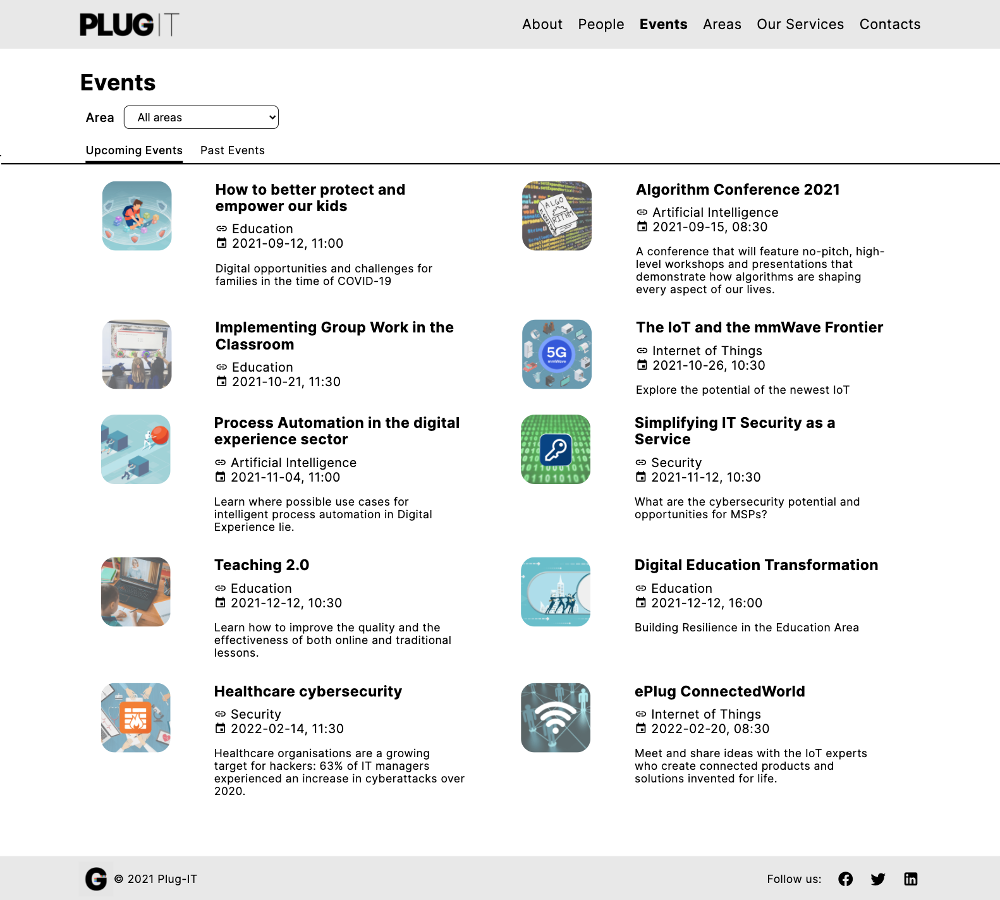 PLUGIT
About People Events Areas Our Services Contacts
Events
Area All areas
Upcoming Events Past Events
How to better protect and
empower our kids
Education
2021-09-12, 11:00
Digital opportunities and challenges for
families in the time of COVID-19
ALGO
RITHM
Algorithm Conference 2021
Artificial Intelligence
2021-09-15, 08:30
A conference that will feature no-pitch, high-
level workshops and presentations that
demonstrate how algorithms are shaping
every aspect of our lives.
Implementing Group Work in the
Classroom
Education
2021-10-21, 11:30
5G
mmWave
The IoT and the mmWave Frontier
Internet of Things
2021-10-26, 10:30
Explore the potential of the newest IoT
Process Automation in the digital
experience sector
Artificial Intelligence
2021-11-04, 11:00
Learn where possible use cases for
intelligent process automation in Digital
Experience lie.
Simplifying IT Security as a
Service
Security
2021-11-12, 10:30
What are the cybersecurity potential and
opportunities for MSPs?
Teaching 2.0
Education
2021-12-12, 10:30
Learn how to improve the quality and the
effectiveness of both online and traditional
lessons.
Digital Education Transformation
Education
2021-12-12, 16:00
Building Resilience in the Education Area
Healthcare cybersecurity
Security
2022-02-14, 11:30
Healthcare organisations are a growing
target for hackers: 63% of IT managers
experienced an increase in cyberattacks over
2020.
ePlug ConnectedWorld
Internet of Things
2022-02-20, 08:30
Meet and share ideas with the IoT experts
who create connected products and
solutions invented for life.
G © 2021 Plug-IT
Follow us: